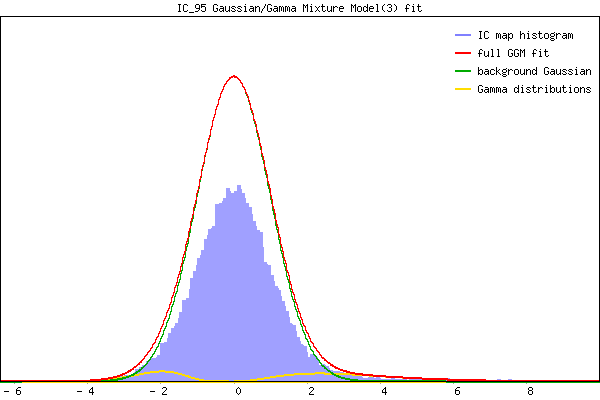 IC_95 Gaussian/Gamma Mixture Model(3) fit
IC map histogram
full GGM fit
background Gaussian
Gamma distributions
-6 -4 -2 0 2 4 6 8